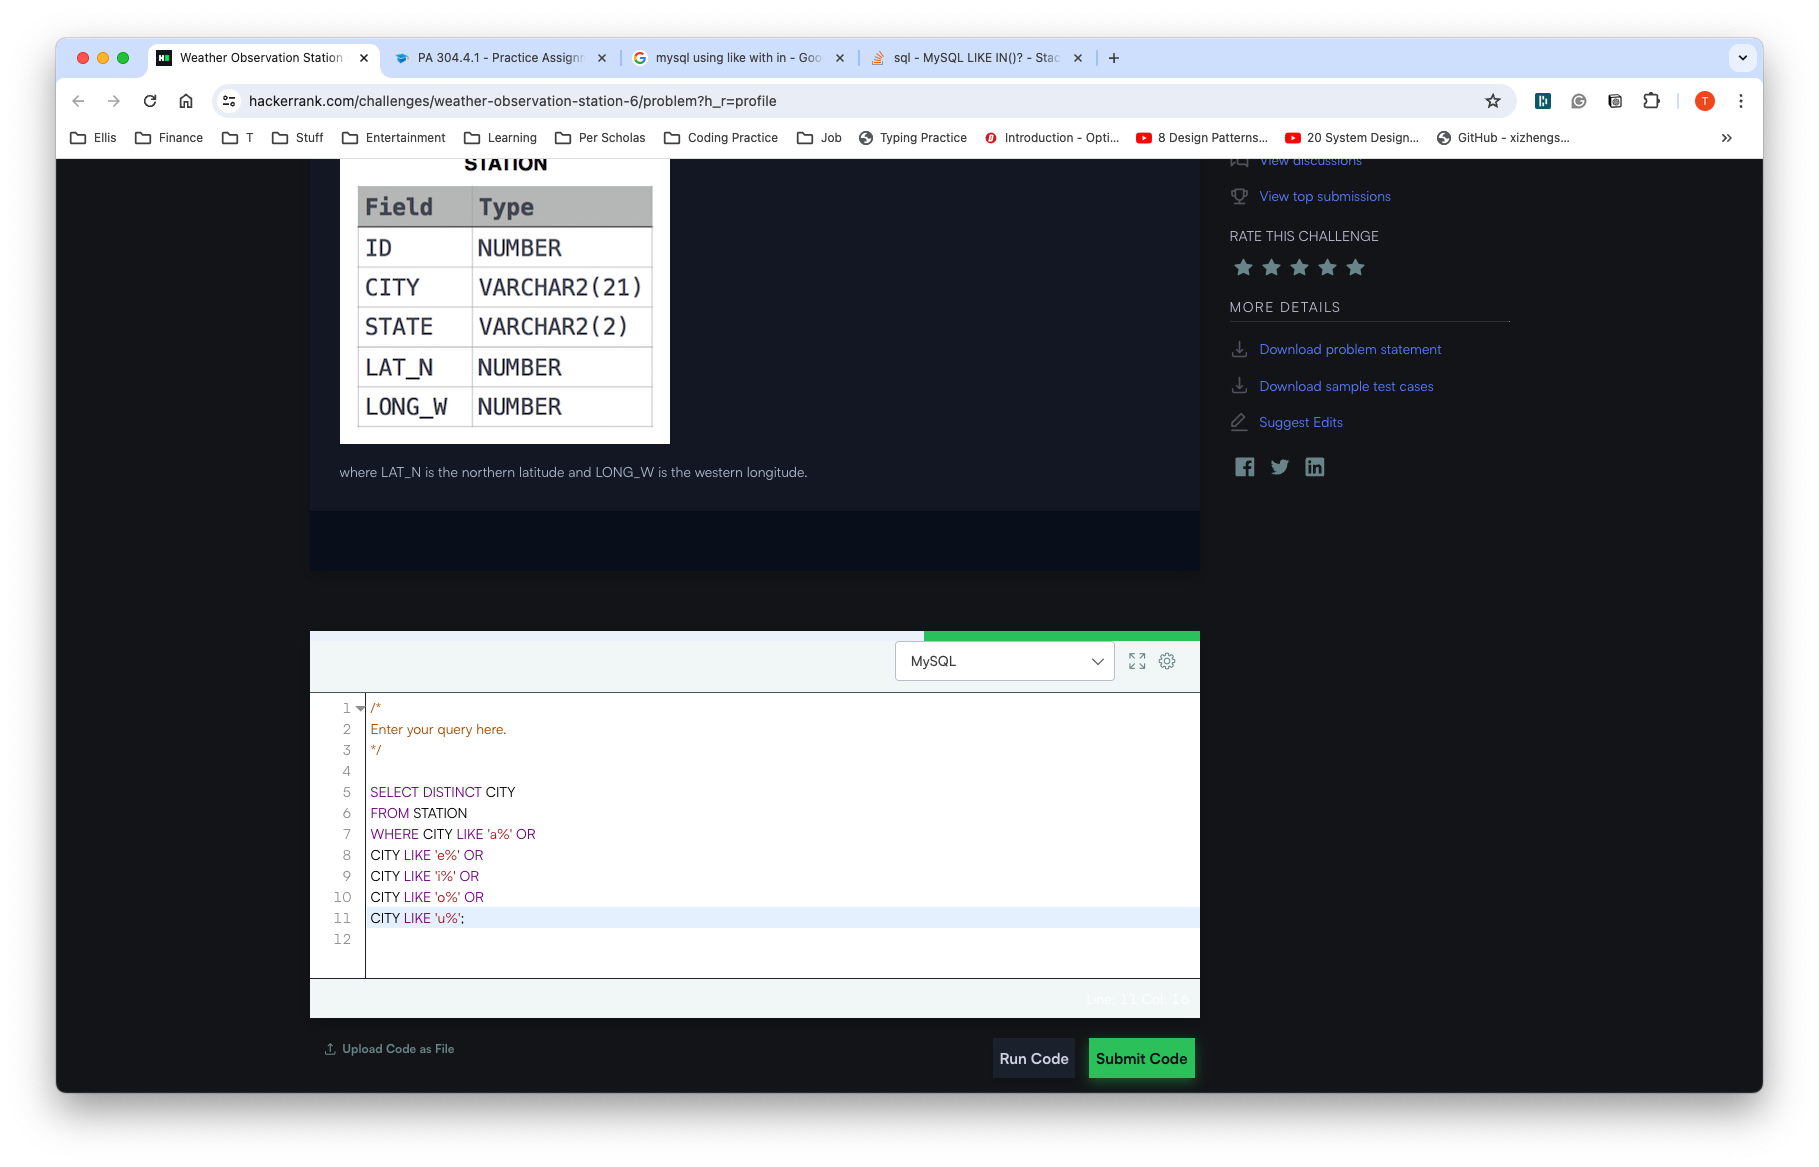 Weather Observation Station
PA 304.4.1 - Practice Assignm
mysql using like with in - Goo
sql - MySQL LIKE IN()? - Stac
hackerrank.com/challenges/weather-observation-station-6/problem?h_r=profile
T
Ellis
Finance
T
Stuff
Entertainment
Learning
Per Scholas
Coding Practice
Job
Typing Practice
Introduction - Opti...
8 Design Patterns...
20 System Design...
GitHub - xizhengs...
STATION
Field Type
ID NUMBER
CITY VARCHAR2(21)
STATE VARCHAR2(2)
LAT_N NUMBER
LONG_W NUMBER
where LAT_N is the northern latitude and LONG_W is the western longitude.
View discussions
View top submissions
RATE THIS CHALLENGE
MORE DETAILS
Download problem statement
Download sample test cases
Suggest Edits
MySQL
1 /*
2 Enter your query here.
3 */
4
5 SELECT DISTINCT CITY
6 FROM STATION
7 WHERE CITY LIKE 'a%' OR
8 CITY LIKE 'e%' OR
9 CITY LIKE 'i%' OR
10 CITY LIKE 'o%' OR
11 CITY LIKE 'u%';
12
Line: 11 Col: 16
Upload Code as File
Run Code
Submit Code